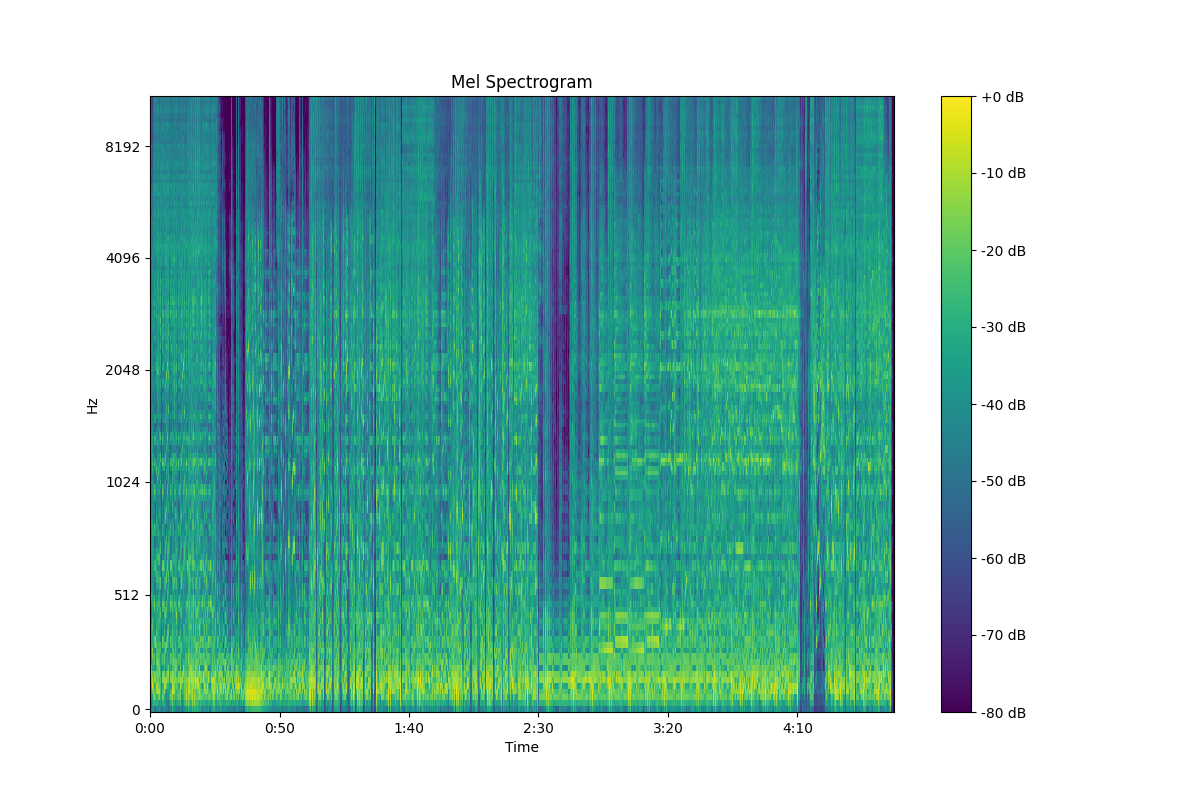 Mel Spectrogram
+0 dB
8192
-10 dB
-20 dB
4096
-30 dB
2048
Hz
-40 dB
1024
-50 dB
-60 dB
512
-70 dB
0
-80 dB
0:00
0:50
1:40
2:30
3:20
4:10
Time